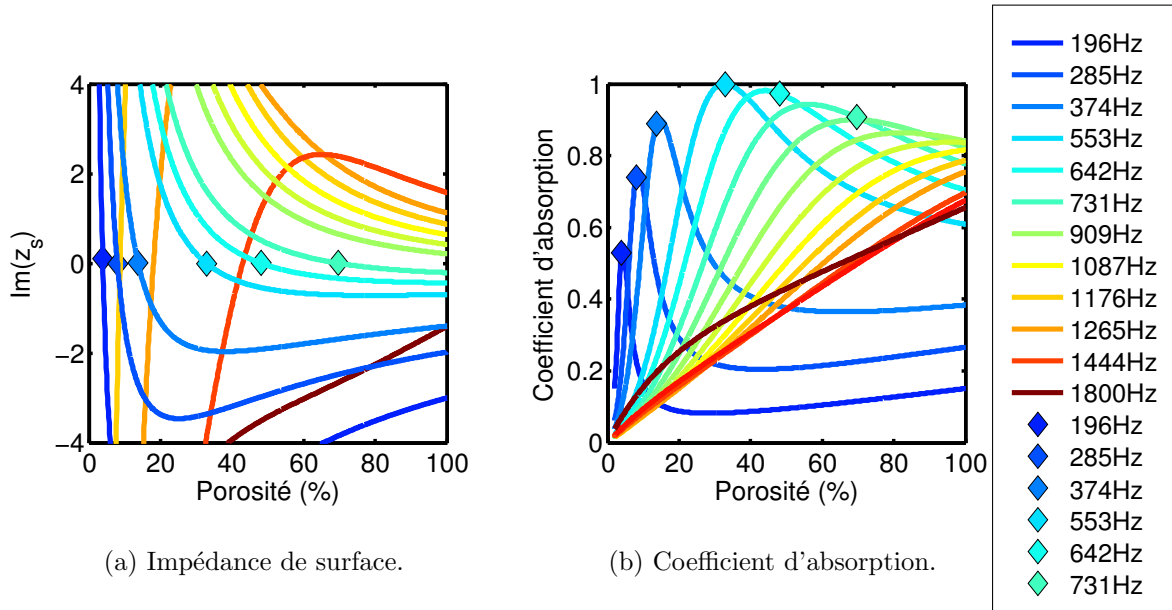 4
2
0
−2
−4
0
20
40
60
80
100
Im(z_s)
Porosité (%)
(a) Impédance de surface.
1
0.8
0.6
0.4
0.2
0
0
20
40
60
80
100
Coefficient d'absorption
Porosité (%)
(b) Coefficient d'absorption.
196Hz
285Hz
374Hz
553Hz
642Hz
731Hz
909Hz
1087Hz
1176Hz
1265Hz
1444Hz
1800Hz
196Hz
285Hz
374Hz
553Hz
642Hz
731Hz